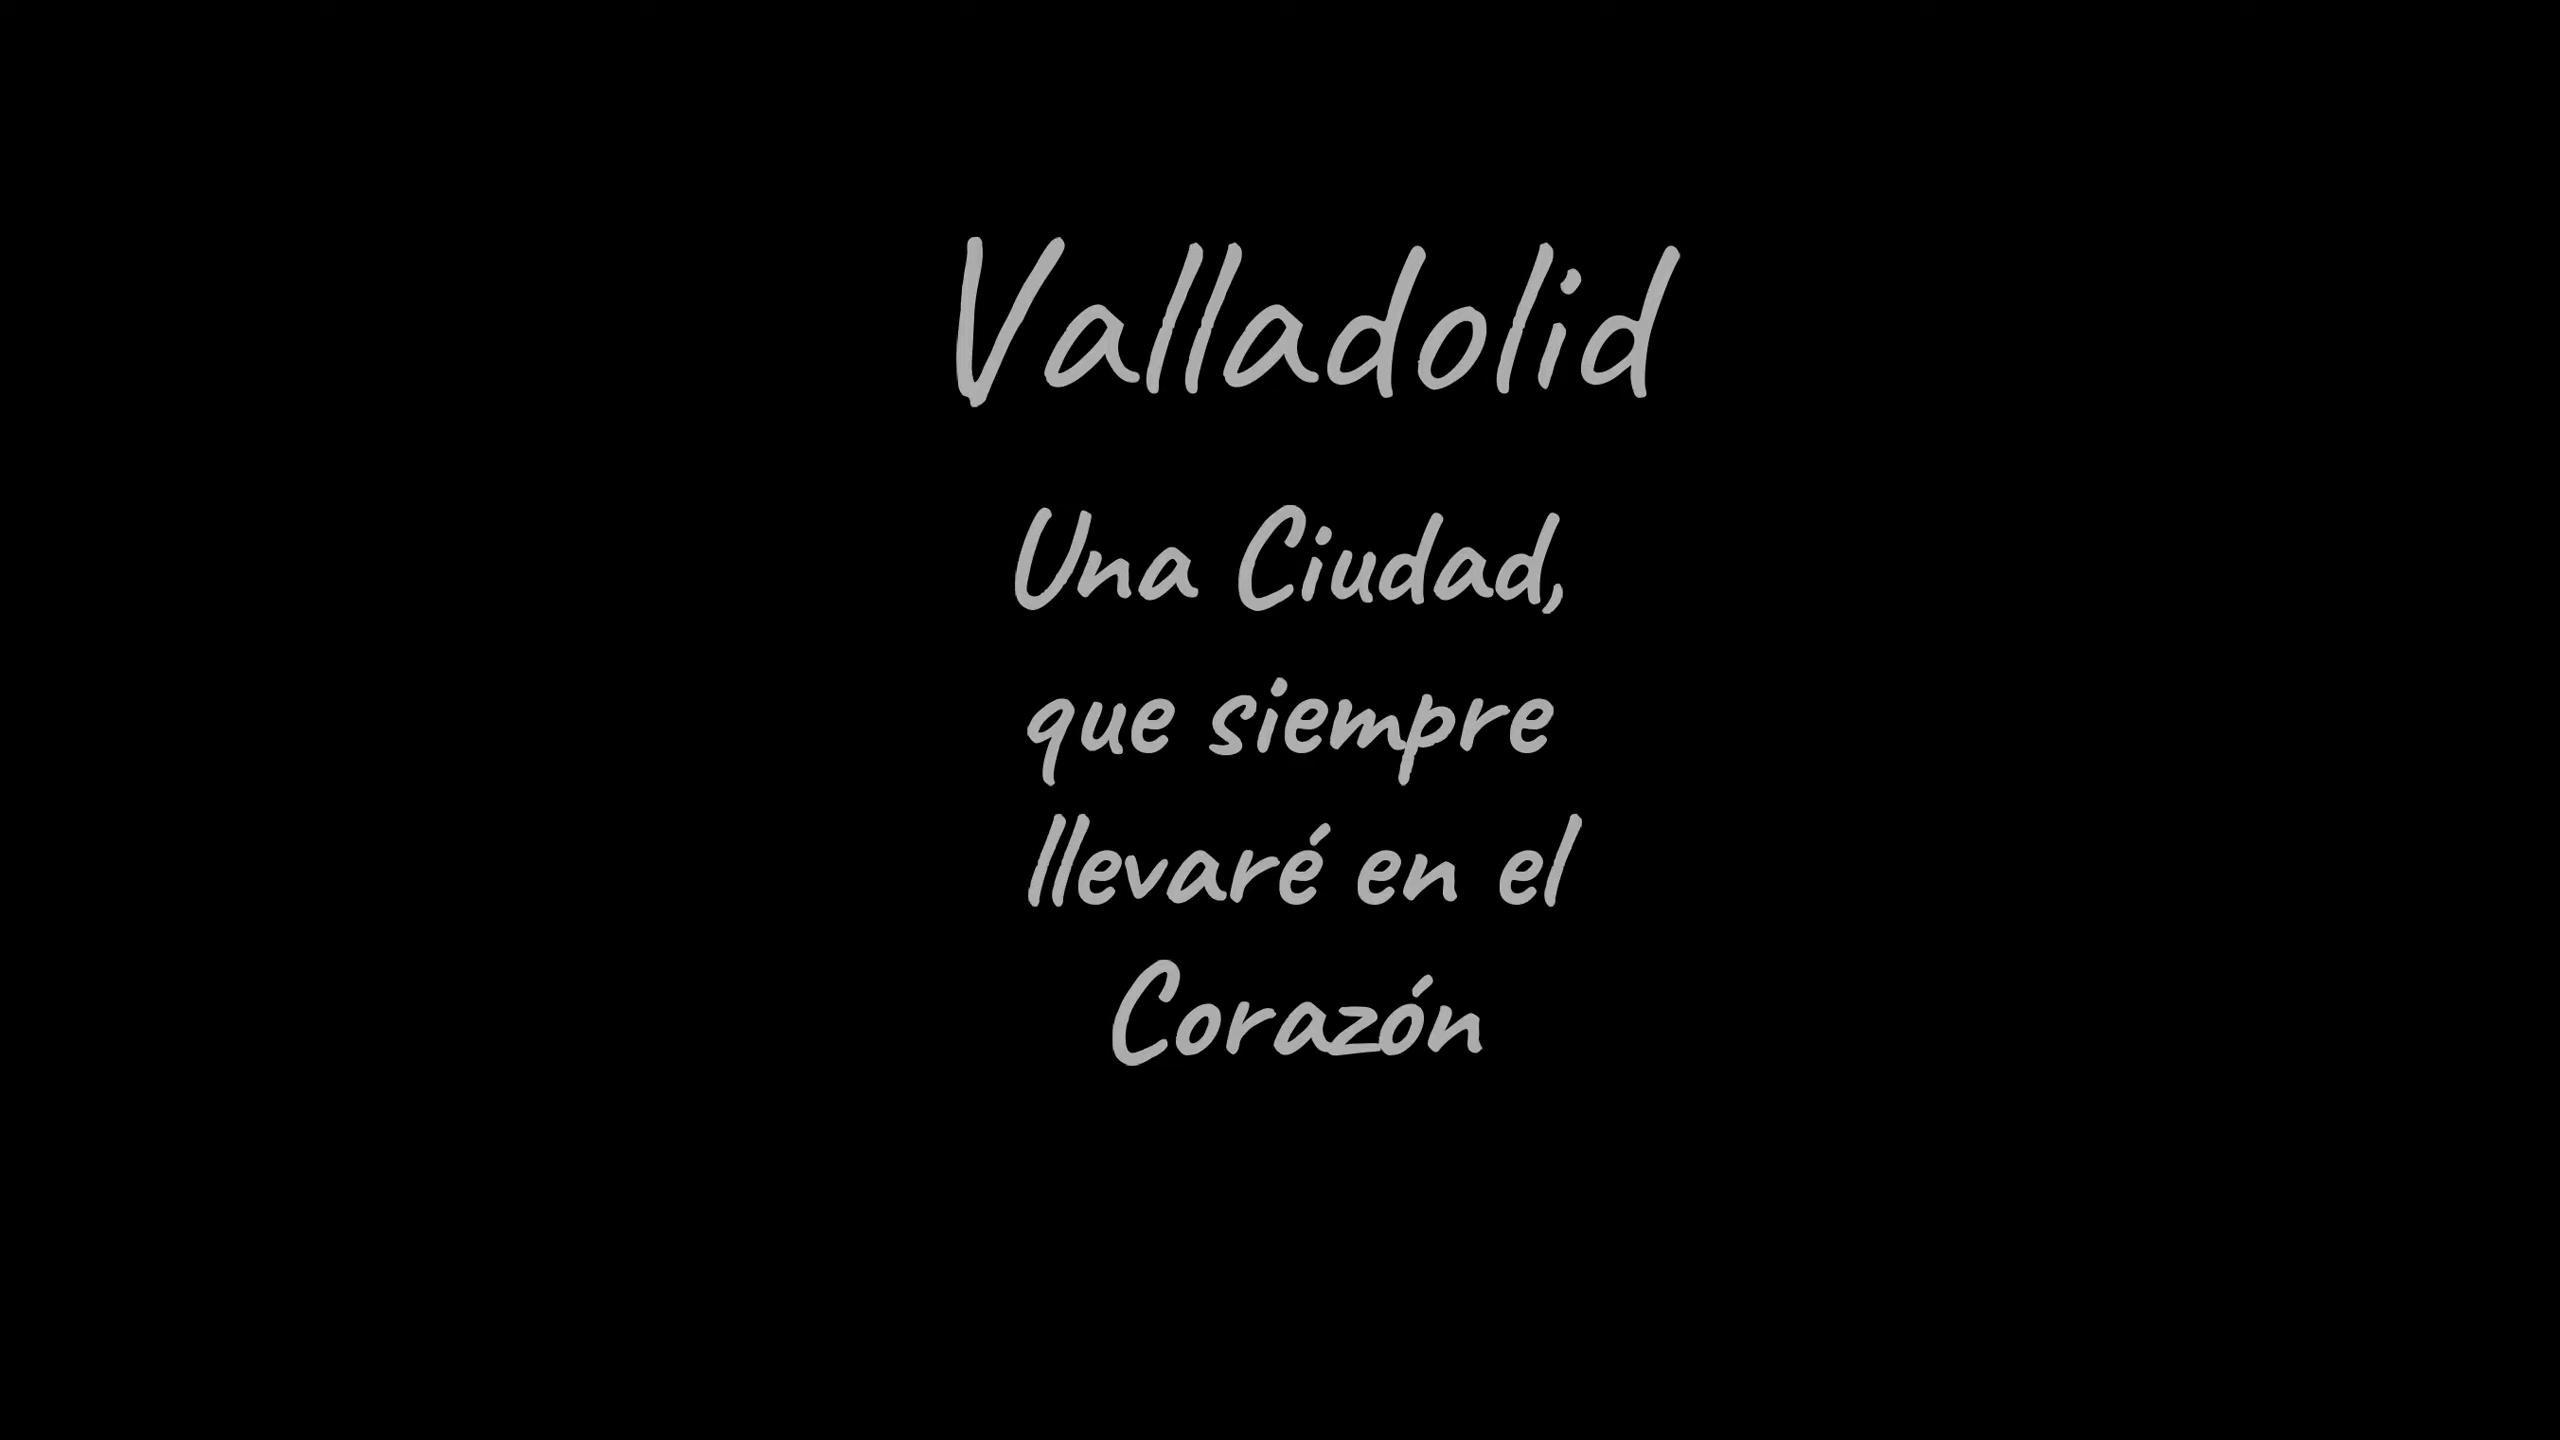 Valladolid
Una Ciudad,
que siempre
llevaré en el
Corazón